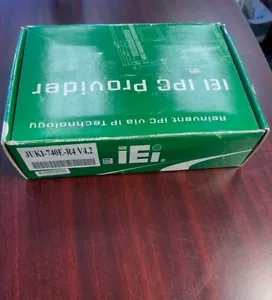 IEI IPC Provider
Reinvent IPC via IP Technology
JUKI-740E-R4 V4.2
iEi